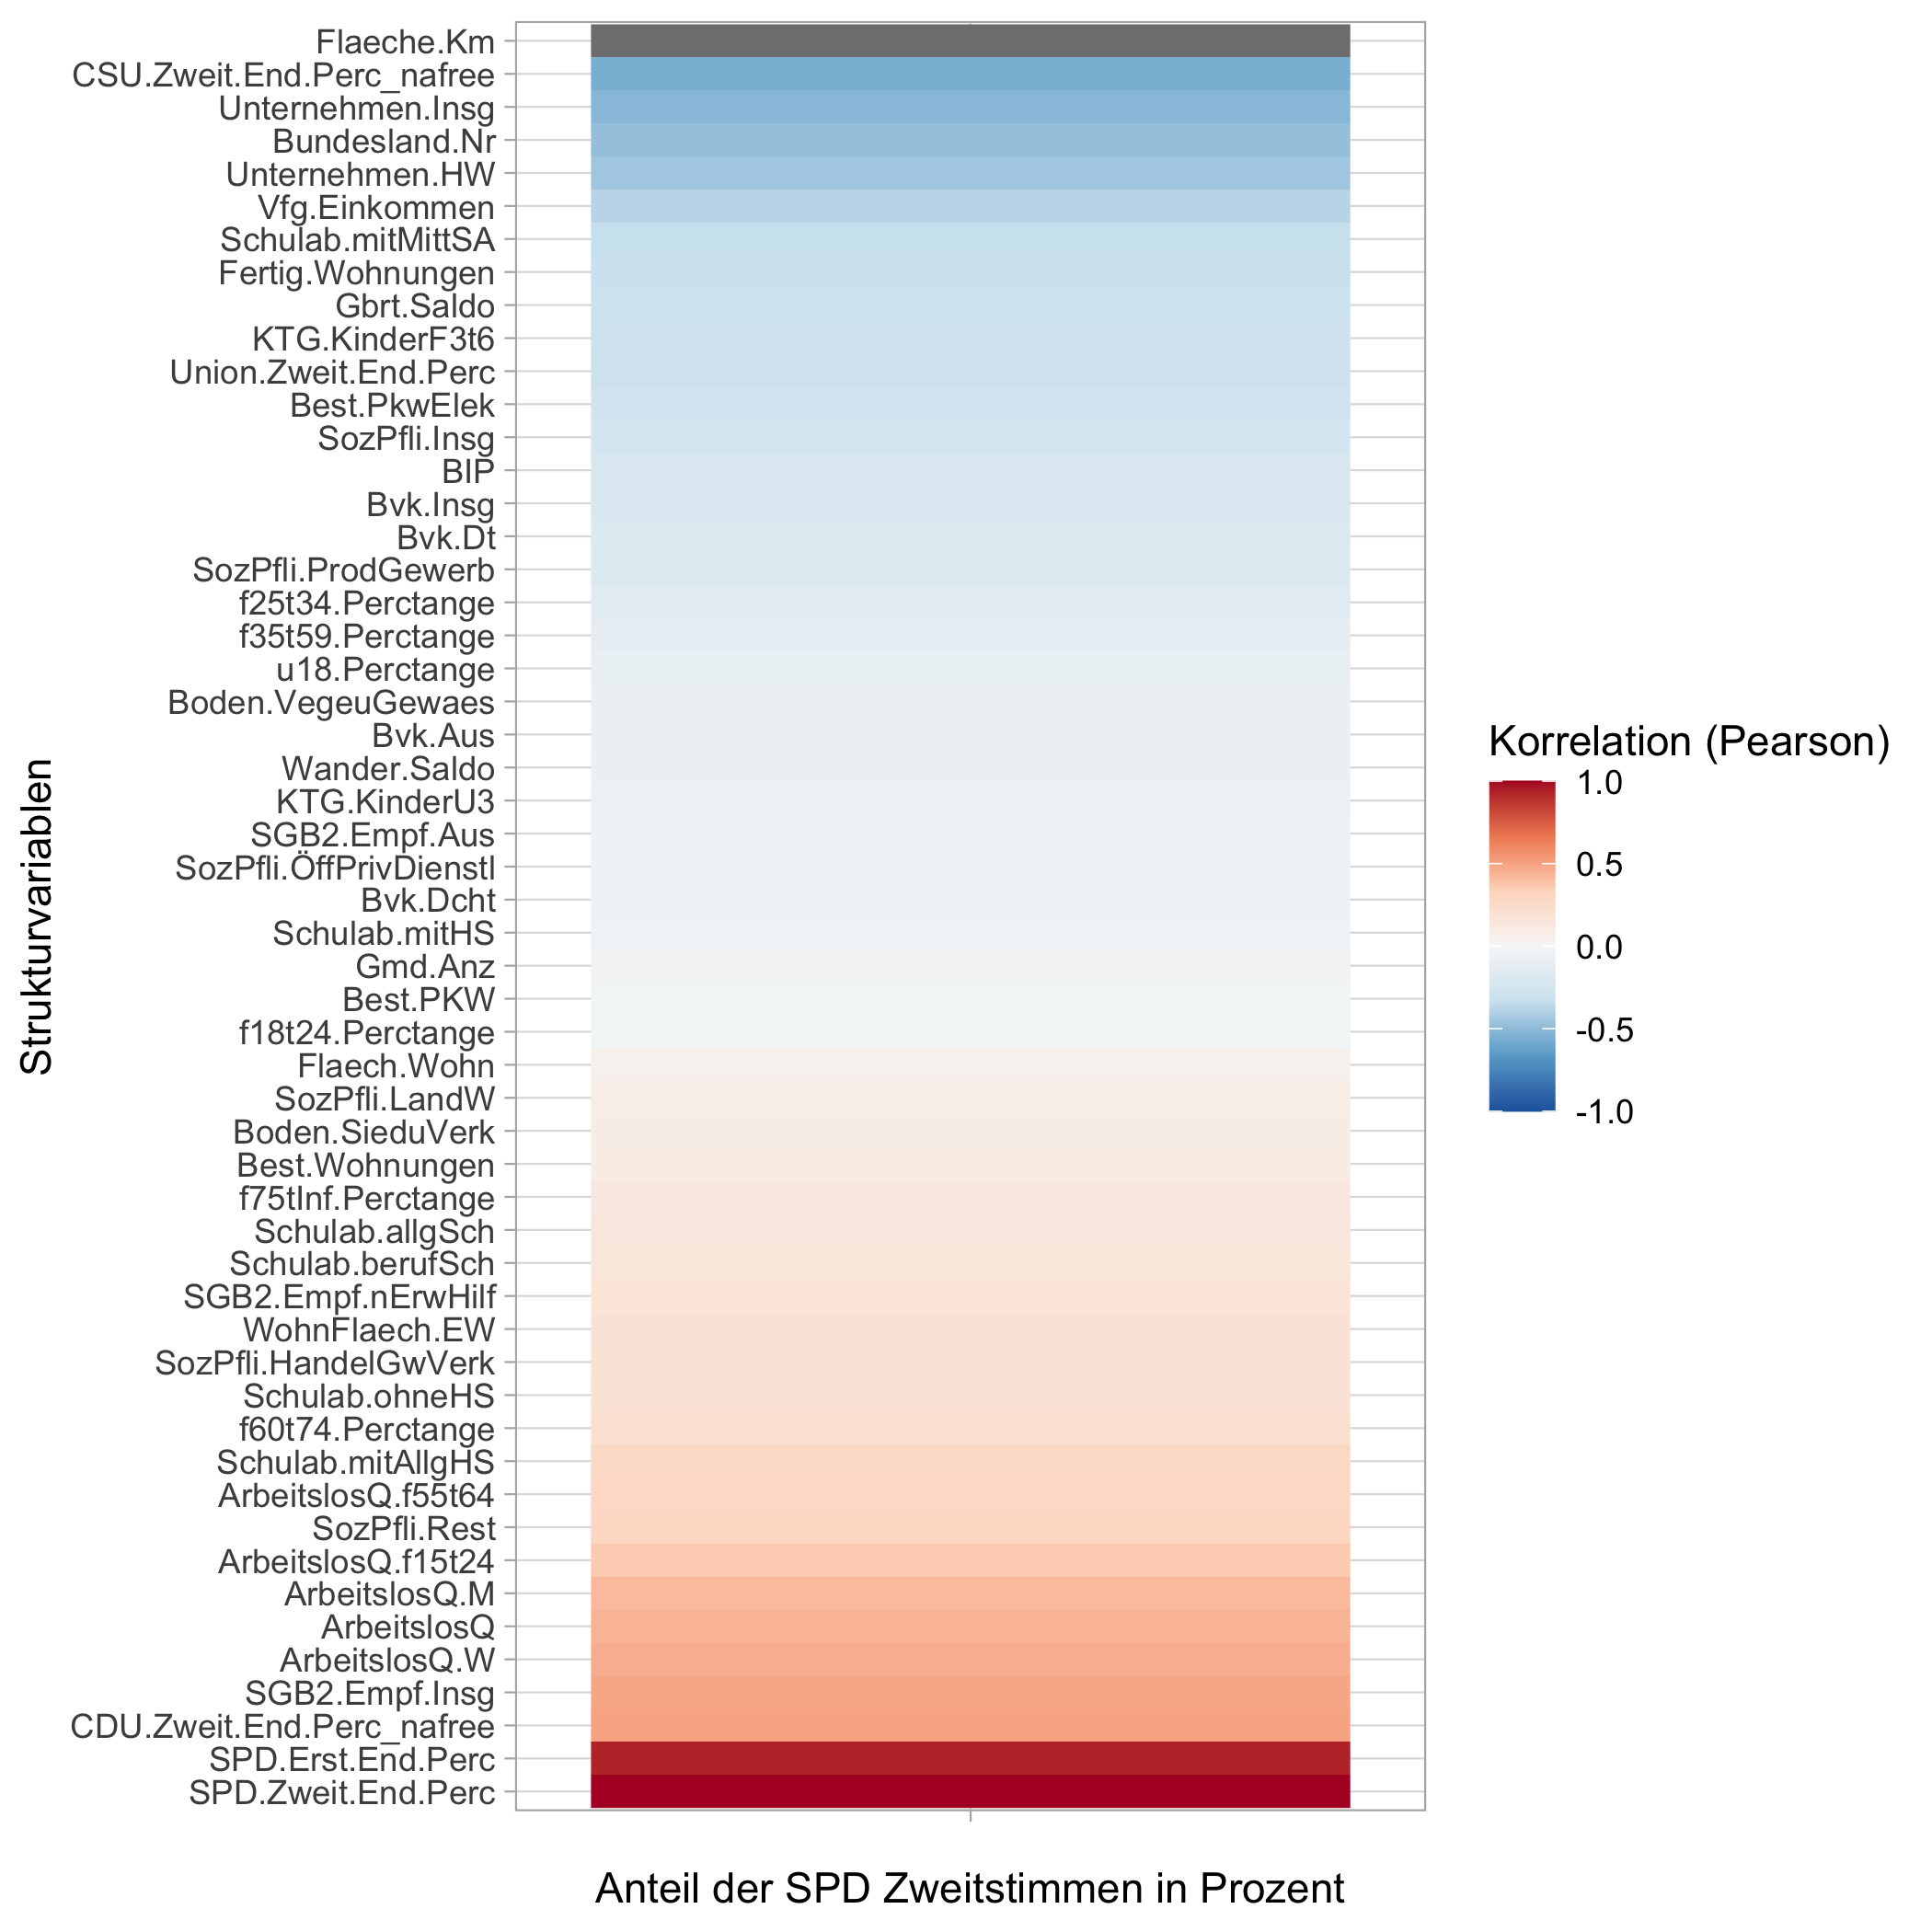 Flaeche.Km
CSU.Zweit.End.Perc_nafree
Unternehmen.Insg
Bundesland.Nr
Unternehmen.HW
Vfg.Einkommen
Schulab.mitMittSA
Fertig.Wohnungen
Gbrt.Saldo
KTG.KinderF3t6
Union.Zweit.End.Perc
Best.PkwElek
SozPfli.Insg
BIP
Bvk.Insg
Bvk.Dt
SozPfli.ProdGewerb
f25t34.Perctange
f35t59.Perctange
u18.Perctange
Boden.VegeuGewaes
Bvk.Aus
Wander.Saldo
KTG.KinderU3
SGB2.Empf.Aus
SozPfli.ÖffPrivDienstl
Bvk.Dcht
Schulab.mitHS
Gmd.Anz
Best.PKW
f18t24.Perctange
Flaech.Wohn
SozPfli.LandW
Boden.SieduVerk
Best.Wohnungen
f75tInf.Perctange
Schulab.allgSch
Schulab.berufSch
SGB2.Empf.nErwHilf
WohnFlaech.EW
SozPfli.HandelGwVerk
Schulab.ohneHS
f60t74.Perctange
Schulab.mitAllgHS
ArbeitslosQ.f55t64
SozPfli.Rest
ArbeitslosQ.f15t24
ArbeitslosQ.M
ArbeitslosQ
ArbeitslosQ.W
SGB2.Empf.Insg
CDU.Zweit.End.Perc_nafree
SPD.Erst.End.Perc
SPD.Zweit.End.Perc
Strukturvariablen
Anteil der SPD Zweitstimmen in Prozent
Korrelation (Pearson)
1.0
0.5
0.0
-0.5
-1.0